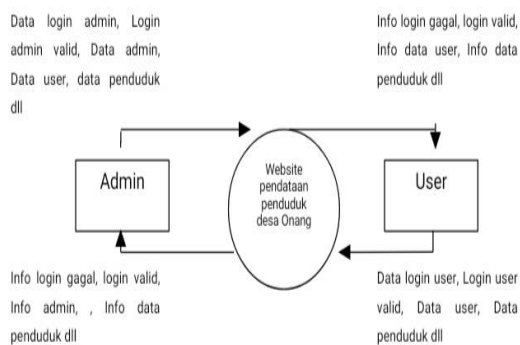 Data login admin, Login
admin valid, Data admin,
Data user, data penduduk
dll
Info login gagal, login valid,
Info data user, Info data
penduduk dll
Admin
Website
pendataan
penduduk
desa Onang
User
Info login gagal, login valid,
Info admin, , Info data
penduduk dll
Data login user, Login user
valid, Data user, Data
penduduk dll